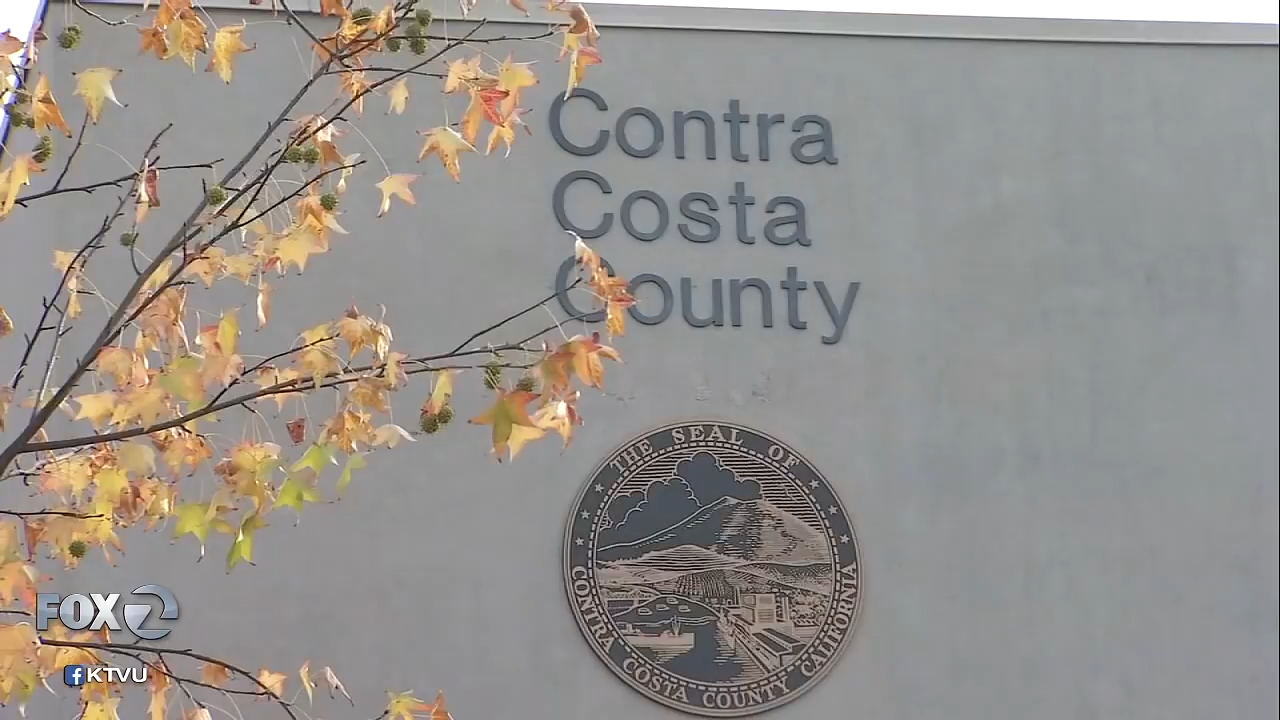 Contra
Costa
County
THE SEAL OF
CONTRA COSTA COUNTY CALIFORNIA
FOX 2
f KTVU